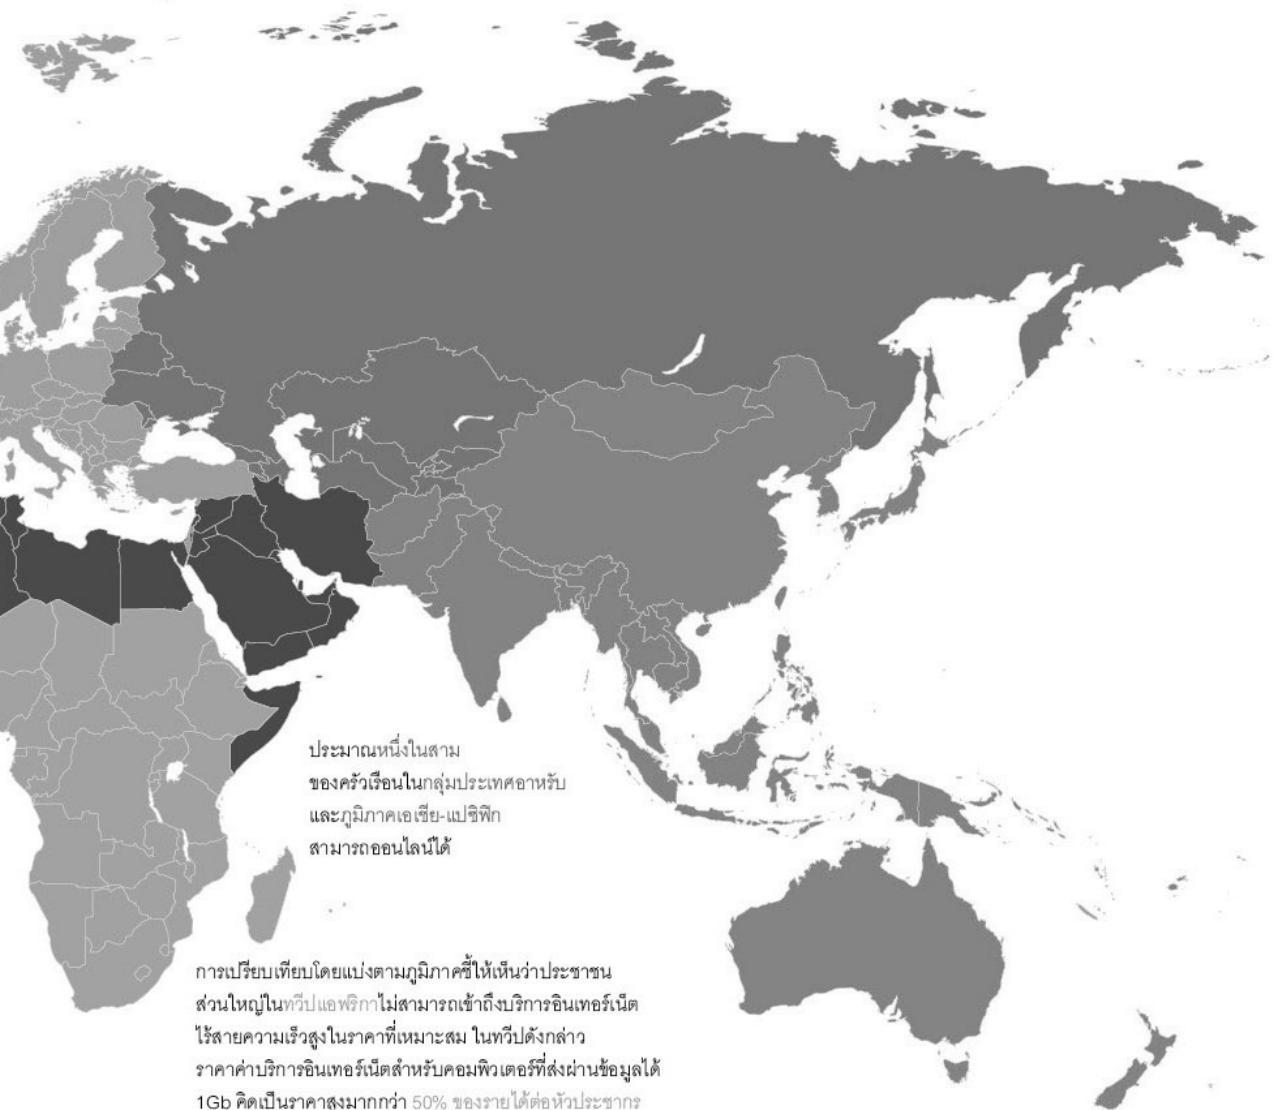 ประมาณหนึ่งในสาม
ของครัวเรือนในกลุ่มประเทศอาหรับ
และภูมิภาคเอเชีย-แปซิฟิก
สามารถออนไลน์ได้
การเปรียบเทียบโดยแบ่งตามภูมิภาคชี้ให้เห็นว่าประชาชน
ส่วนใหญ่ในทวีปแอฟริกาไม่สามารถเข้าถึงบริการอินเทอร์เน็ต
ไร้สายความเร็วสูงในราคาที่เหมาะสม ในทวีปดังกล่าว
ราคาค่าบริการอินเทอร์เน็ตสำหรับคอมพิวเตอร์ที่ส่งผ่านข้อมูลได้
1Gb คิดเป็นราคาสูงมากกว่า 50% ของรายได้ต่อหัวประชากร